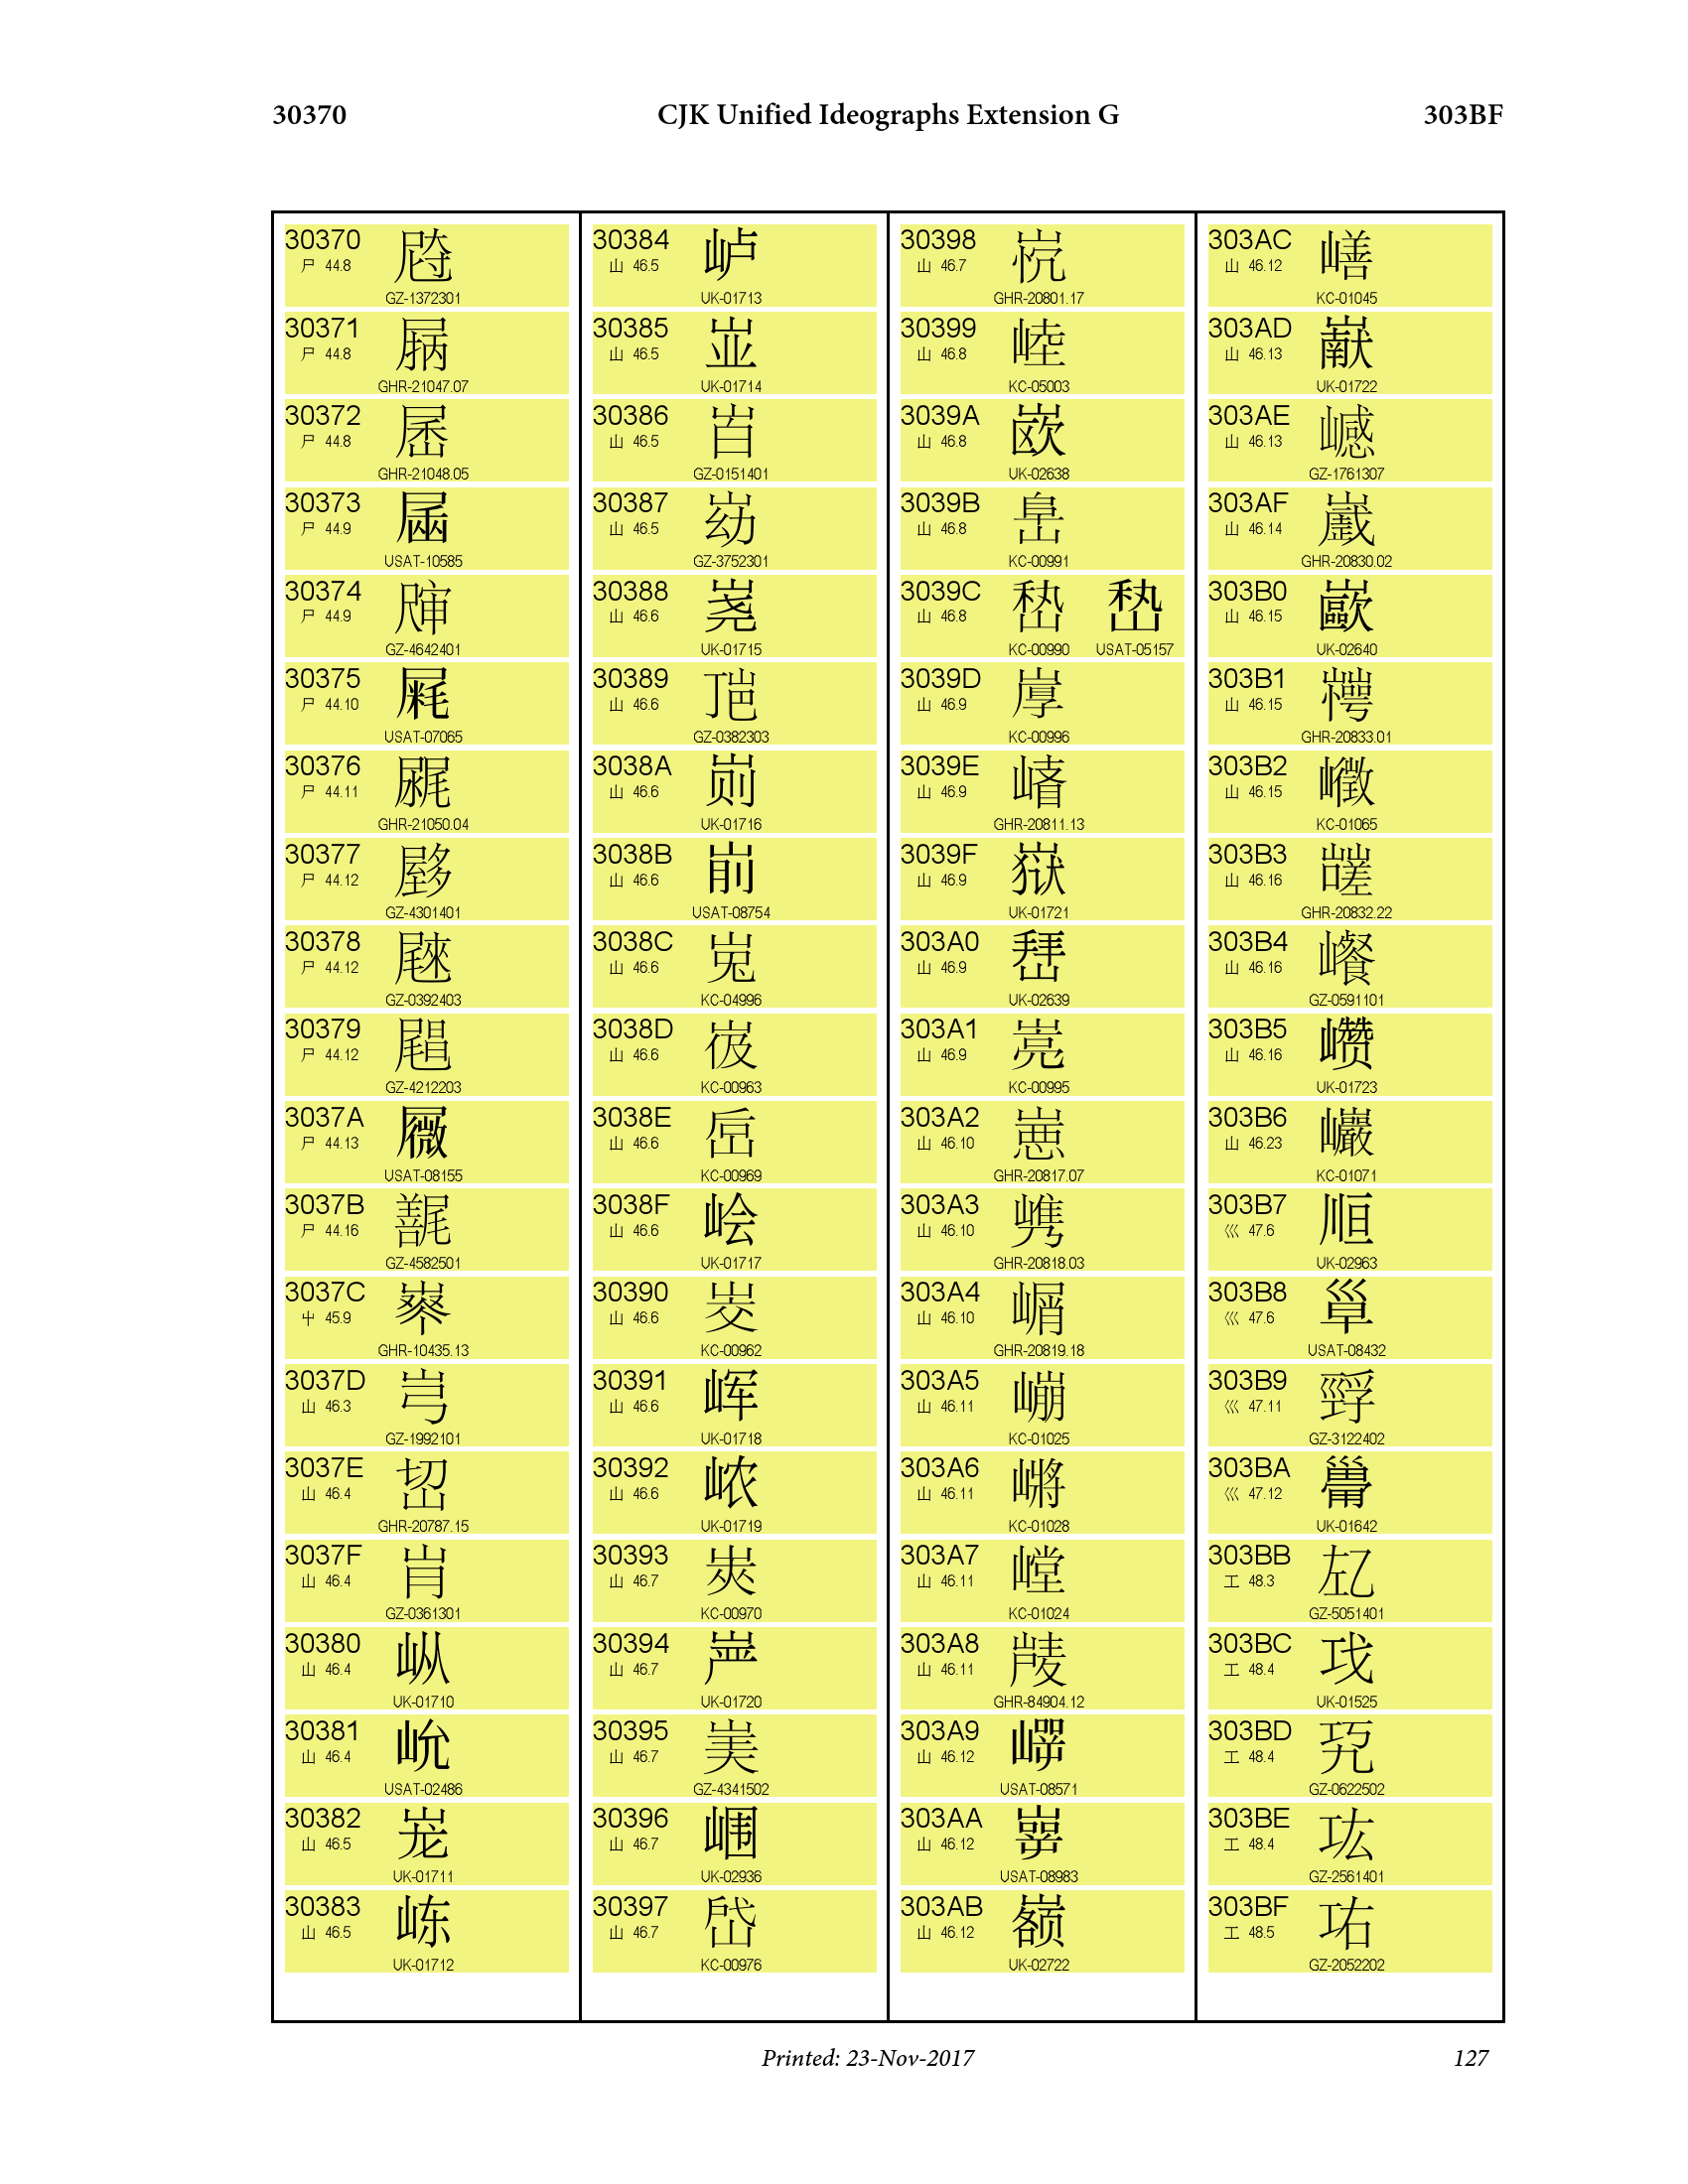 30370 CJK Unified Ideographs Extension G 303BF
30370
尸 44.8
GZ-1372301
30371
尸 44.8
GHR-21047.07
30372
尸 44.8
GHR-21048.05
30373
尸 44.9
USAT-10585
30374
尸 44.9
GZ-4642401
30375
尸 44.10
USAT-07065
30376
尸 44.11
GHR-21050.04
30377
尸 44.12
GZ-4301401
30378
尸 44.12
GZ-0392403
30379
尸 44.12
GZ-4212203
3037A
尸 44.13
USAT-08155
3037B
尸 44.16
GZ-4582501
3037C
屮 45.9
GHR-10435.13
3037D
山 46.3
GZ-1992101
3037E
山 46.4
GHR-20787.15
3037F
山 46.4
GZ-0361301
30380
山 46.4
UK-01710
30381
山 46.4
USAT-02486
30382
山 46.5
UK-01711
30383
山 46.5
UK-01712
30384
山 46.5
UK-01713
30385
山 46.5
UK-01714
30386
山 46.5
GZ-0151401
30387
山 46.5
GZ-3752301
30388
山 46.6
UK-01715
30389
山 46.6
GZ-0382303
3038A
山 46.6
UK-01716
3038B
山 46.6
USAT-08754
3038C
山 46.6
KC-04996
3038D
山 46.6
KC-00963
3038E
山 46.6
KC-00969
3038F
山 46.6
UK-01717
30390
山 46.6
KC-00962
30391
山 46.6
UK-01718
30392
山 46.6
UK-01719
30393
山 46.7
KC-00970
30394
山 46.7
UK-01720
30395
山 46.7
GZ-4341502
30396
山 46.7
UK-02936
30397
山 46.7
KC-00976
30398
山 46.7
GHR-20801.17
30399
山 46.8
KC-05003
3039A
山 46.8
UK-02638
3039B
山 46.8
KC-00991
3039C
山 46.8
KC-00990 USAT-05157
3039D
山 46.9
KC-00996
3039E
山 46.9
GHR-20811.13
3039F
山 46.9
UK-01721
303A0
山 46.9
UK-02639
303A1
山 46.9
KC-00995
303A2
山 46.10
GHR-20817.07
303A3
山 46.10
GHR-20818.03
303A4
山 46.10
GHR-20819.18
303A5
山 46.11
KC-01025
303A6
山 46.11
KC-01028
303A7
山 46.11
KC-01024
303A8
山 46.11
GHR-84904.12
303A9
山 46.12
USAT-08571
303AA
山 46.12
USAT-08983
303AB
山 46.12
UK-02722
303AC
山 46.12
KC-01045
303AD
山 46.13
UK-01722
303AE
山 46.13
GZ-1761307
303AF
山 46.14
GHR-20830.02
303B0
山 46.15
UK-02640
303B1
山 46.15
GHR-20833.01
303B2
山 46.15
KC-01065
303B3
山 46.16
GHR-20832.22
303B4
山 46.16
GZ-0591101
303B5
山 46.16
UK-01723
303B6
山 46.23
KC-01071
303B7
巛 47.6
UK-02963
303B8
巛 47.6
USAT-08432
303B9
巛 47.11
GZ-3122402
303BA
巛 47.12
UK-01642
303BB
工 48.3
GZ-5051401
303BC
工 48.4
UK-01525
303BD
工 48.4
GZ-0622502
303BE
工 48.4
GZ-2561401
303BF
工 48.5
GZ-2052202
Printed: 23-Nov-2017 127